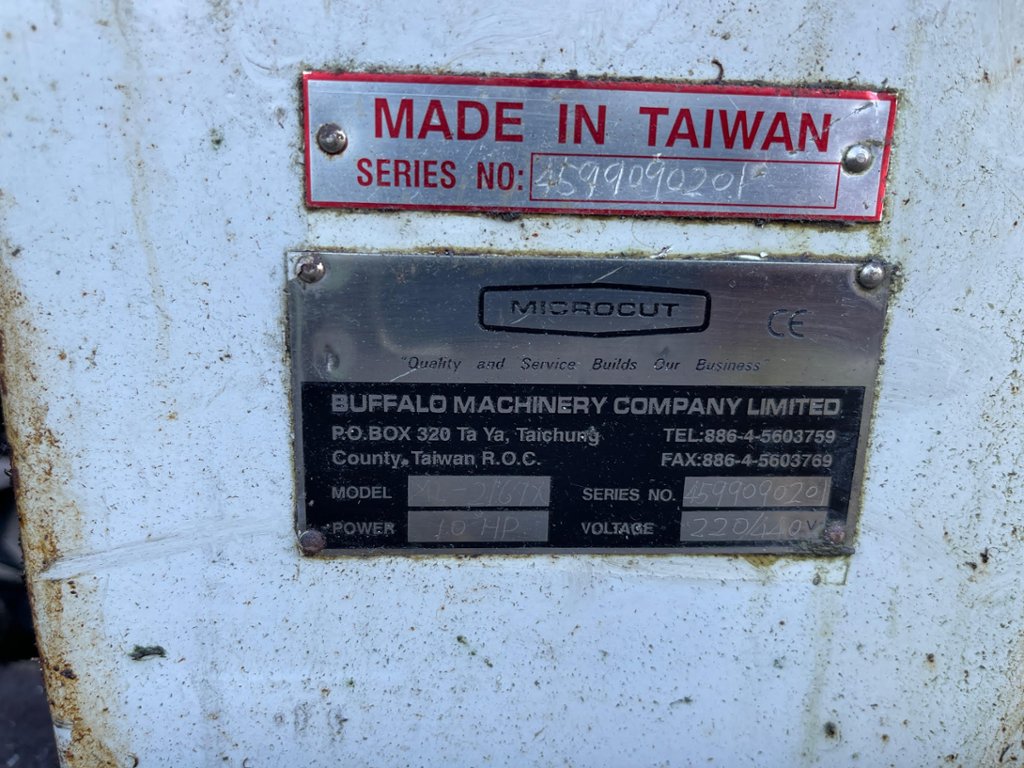 MADE IN TAIWAN
SERIES NO: 4599090201
MICROCUT
CE
"Quality and Service Builds Our Business"
BUFFALO MACHINERY COMPANY LIMITED
P.O.BOX 320 Ta Ya, Taichung TEL:886-4-5603759
County, Taiwan R.O.C. FAX:886-4-5603769
MODEL SERIES NO. 4599090201
POWER 10 HP VOLTAGE 220/440V